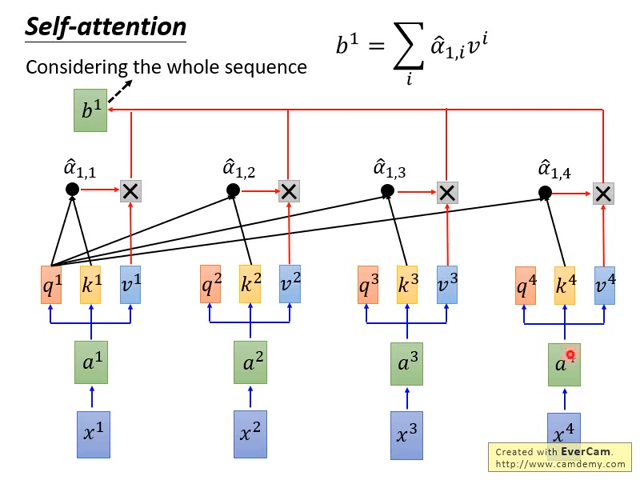 Self-attention
b¹ = ∑ᵢ α̂₁,ᵢvⁱ
Considering the whole sequence
b¹
α̂₁,₁ α̂₁,₂ α̂₁,₃ α̂₁,₄
q¹ k¹ v¹ q² k² v² q³ k³ v³ q⁴ k⁴ v⁴
a¹ a² a³ a
x¹ x² x³ x⁴
Created with EverCam.
http://www.camdemy.com